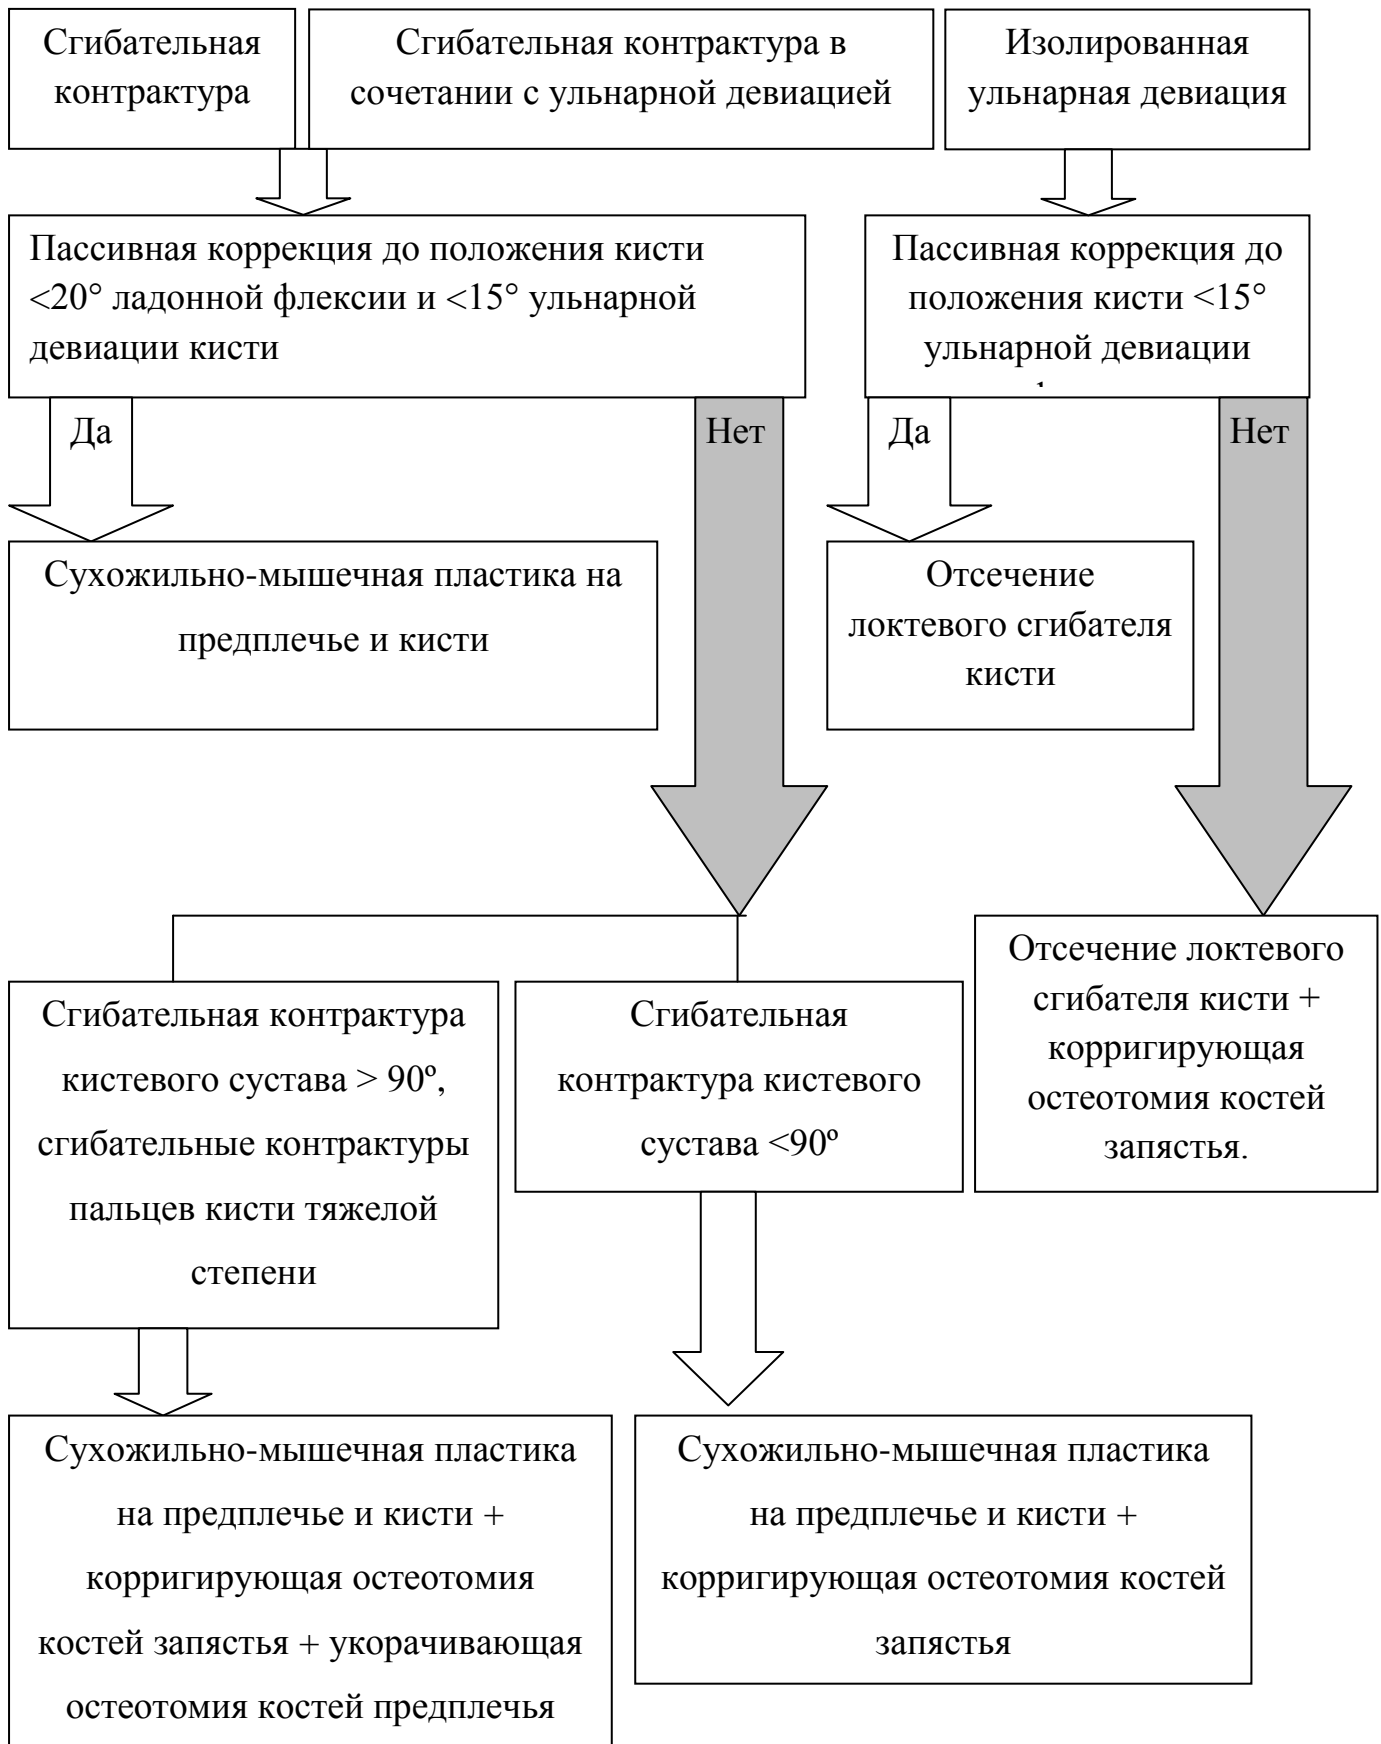 Сгибательная
контрактура
Сгибательная контрактура в
сочетании с ульнарной девиацией
Изолированная
ульнарная девиация
Пассивная коррекция до положения кисти
<20° ладонной флексии и <15° ульнарной
девиации кисти
Пассивная коррекция до
положения кисти <15°
ульнарной девиации
Да
Нет
Да
Нет
Сухожильно-мышечная пластика на
предплечье и кисти
Отсечение
локтевого сгибателя
кисти
Сгибательная контрактура
кистевого сустава > 90º,
сгибательные контрактуры
пальцев кисти тяжелой
степени
Сгибательная
контрактура кистевого
сустава <90º
Отсечение локтевого
сгибателя кисти +
корригирующая
остеотомия костей
запястья.
Сухожильно-мышечная пластика
на предплечье и кисти +
корригирующая остеотомия
костей запястья + укорачивающая
остеотомия костей предплечья
Сухожильно-мышечная пластика
на предплечье и кисти +
корригирующая остеотомия костей
запястья